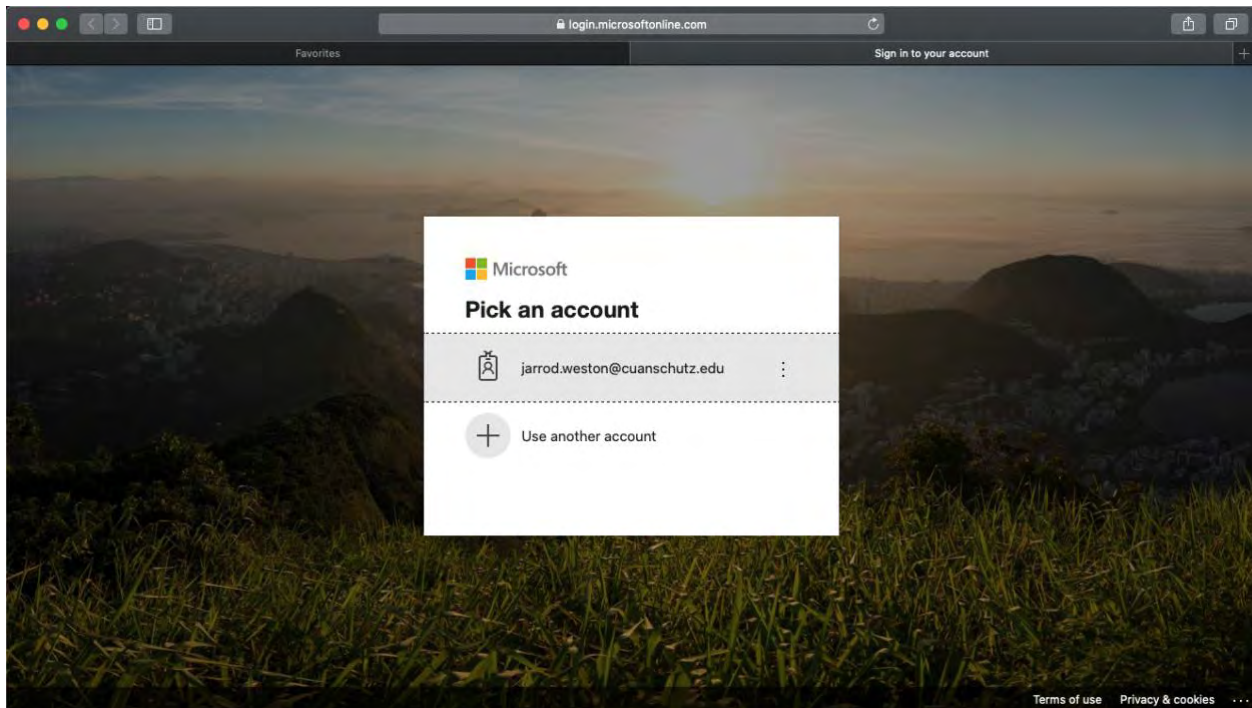 login.microsoftonline.com
Favorites
Sign in to your account
Microsoft
Pick an account
jarrod.weston@cuanschutz.edu
Use another account
Terms of use Privacy & cookies ...